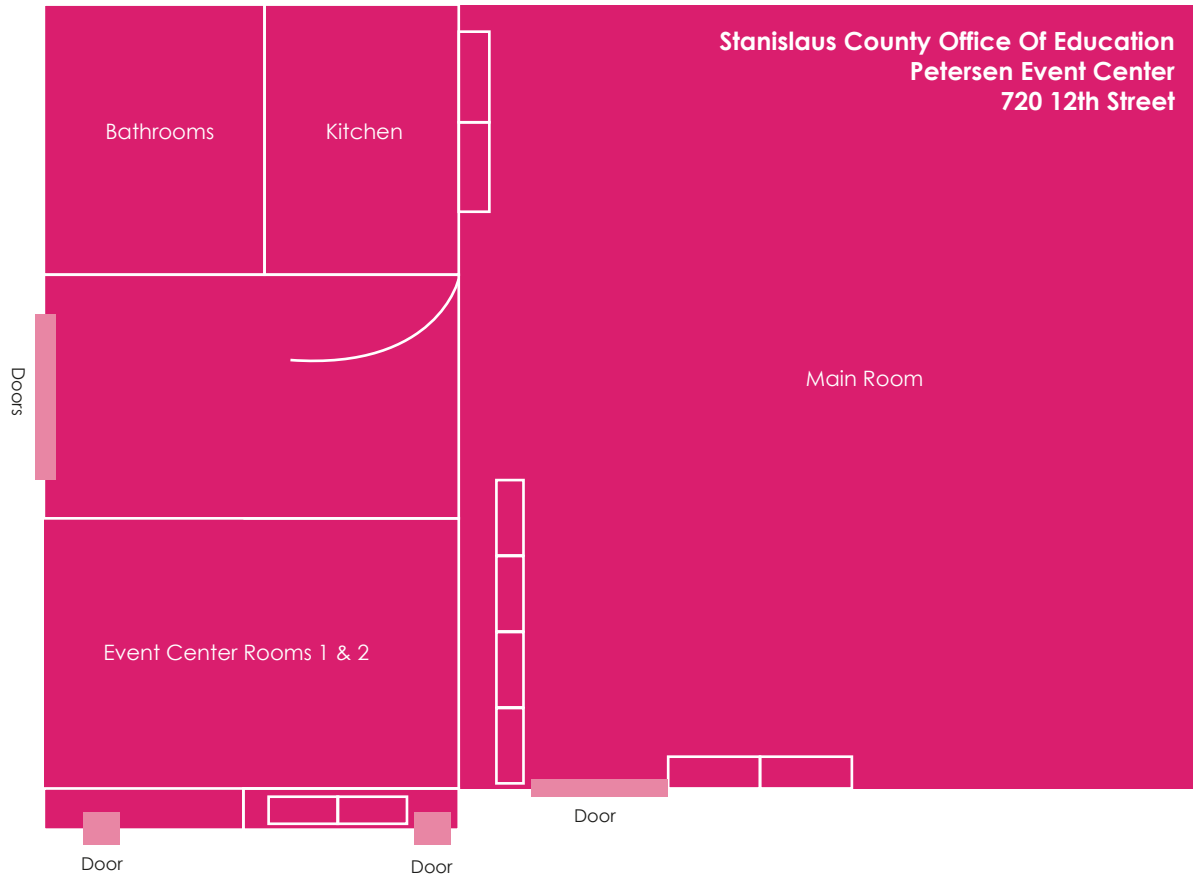 Stanislaus County Office Of Education
Petersen Event Center
720 12th Street
Bathrooms
Kitchen
Doors
Main Room
Event Center Rooms 1 & 2
Door
Door
Door